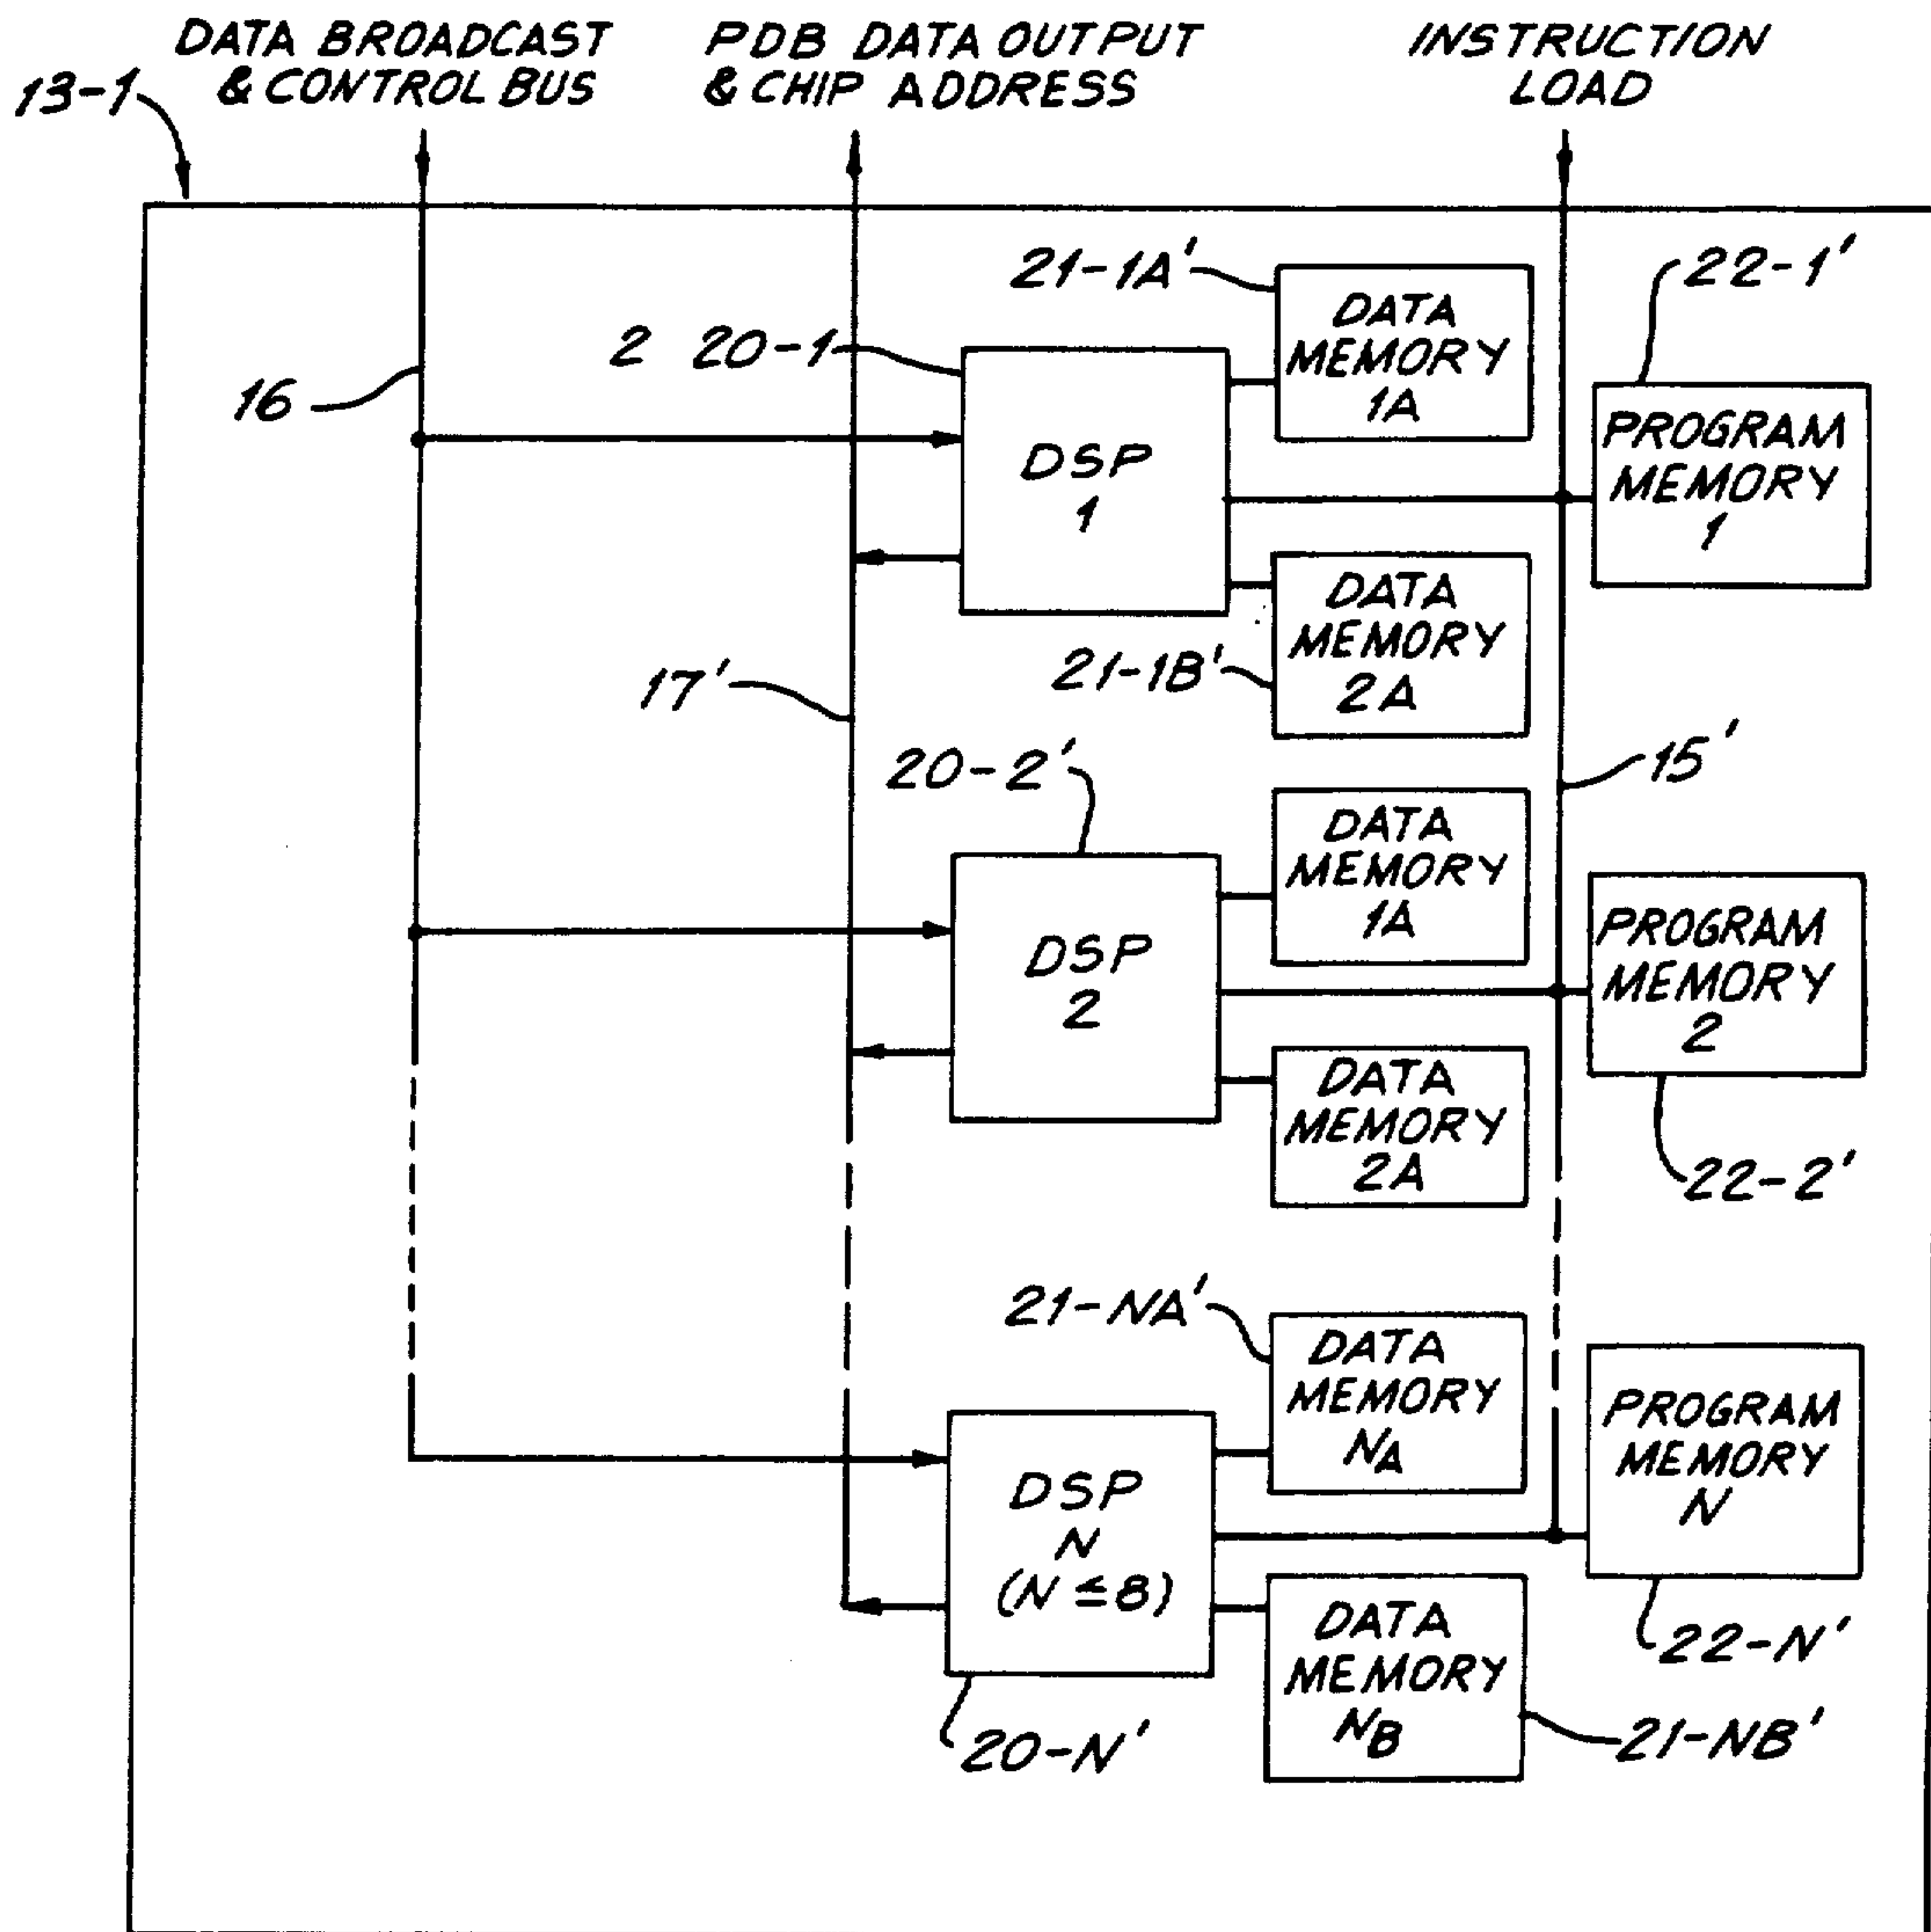 DATA BROADCAST
& CONTROL BUS
PDB DATA OUTPUT
& CHIP ADDRESS
INSTRUCTION
LOAD
13-1
16
2 20-1
21-1A'
DATA
MEMORY
1A
22-1'
PROGRAM
MEMORY
1
DSP
1
DATA
MEMORY
2A
21-1B'
17'
15'
20-2'
DATA
MEMORY
1A
DSP
2
PROGRAM
MEMORY
2
DATA
MEMORY
2A
22-2'
21-NA'
DATA
MEMORY
NA
PROGRAM
MEMORY
N
DSP
N
(N ≤ 8)
DATA
MEMORY
NB
22-N'
20-N'
21-NB'